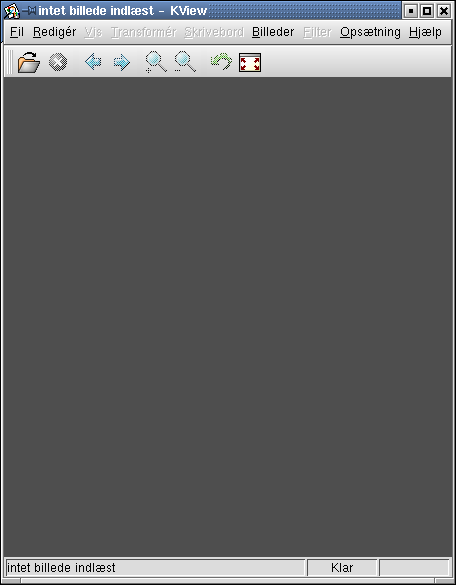 intet billede indlæst - KView
Fil Redigér Vis Transformér Skrivebord Billeder Filter Opsætning Hjælp
intet billede indlæst Klar